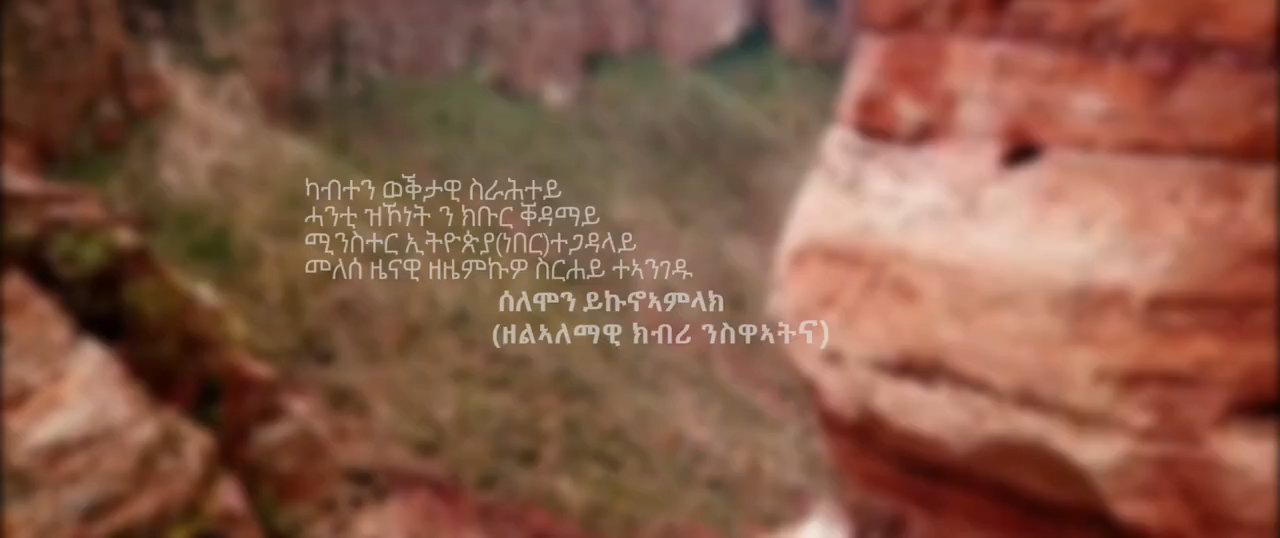 ካብተን ወቕታዊ ስራሕተይ
ሓንቲ ዝኾነት ን ክቡር ቐዳማይ
ሚንስተር ኢትዮጵያ(ነበር)ተጋዳላይ
መለሰ ዜናዊ ዘዜምኩዎ ስርሐይ ተኣንገዱ
ሰለሞን ይኩኖኣምላክ
(ዘልኣለማዊ ክብሪ ንስዋኣትና)